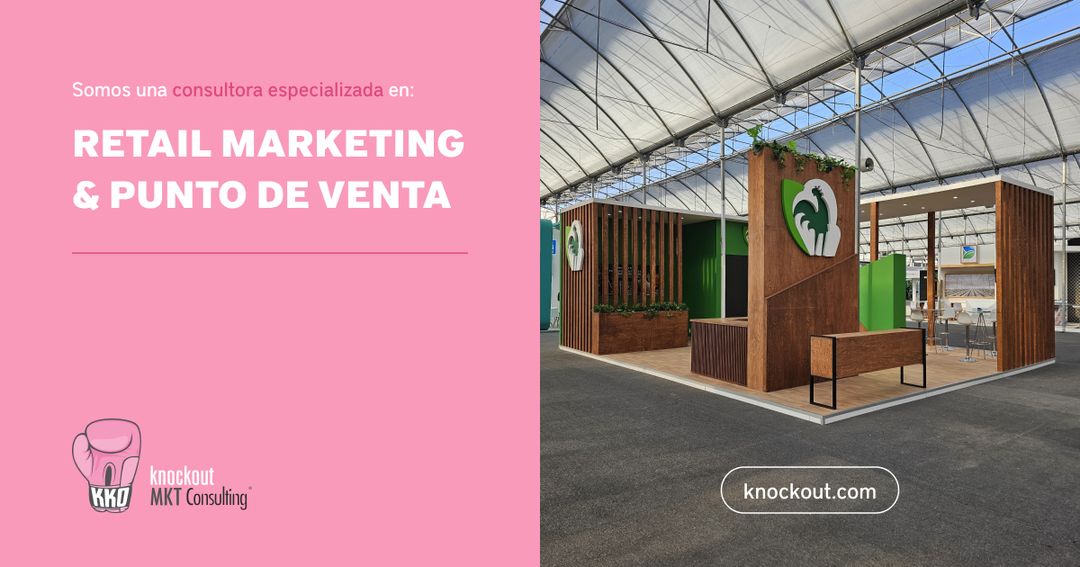 Somos una consultora especializada en:
RETAIL MARKETING
& PUNTO DE VENTA
KKO
knockout
MKT Consulting
knockout.com